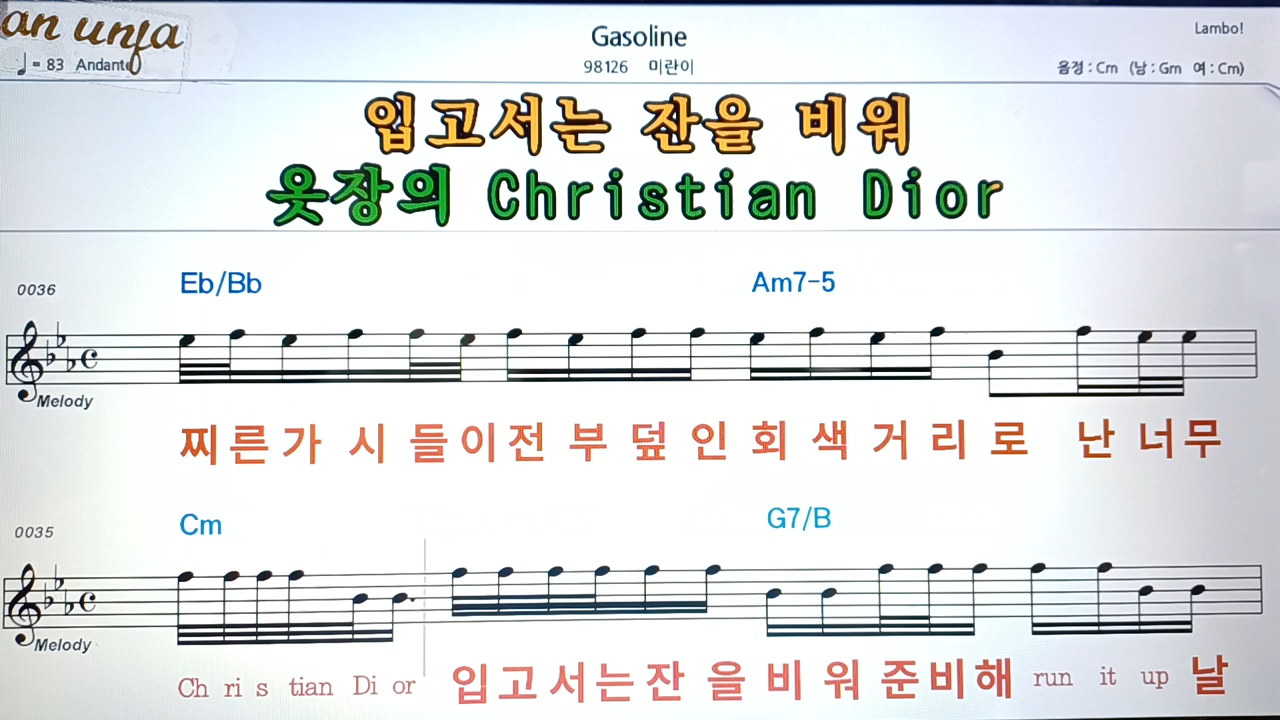 an unfa
Gasoline
Lambo!
♩= 83 Andante
98126 미란이
음정 : Cm (남 : Gm 여 : Cm)
입고서는 잔을 비워
옷장의 Christian Dior
0036
Eb/Bb Am7-5
Melody
찌 른 가 시 들 이 전 부 덮 인 회 색 거 리 로 난 너 무
0035
Cm G7/B
Melody
Ch ri s tian Di or 입 고 서 는 잔 을 비 워 준 비 해 run it up 날